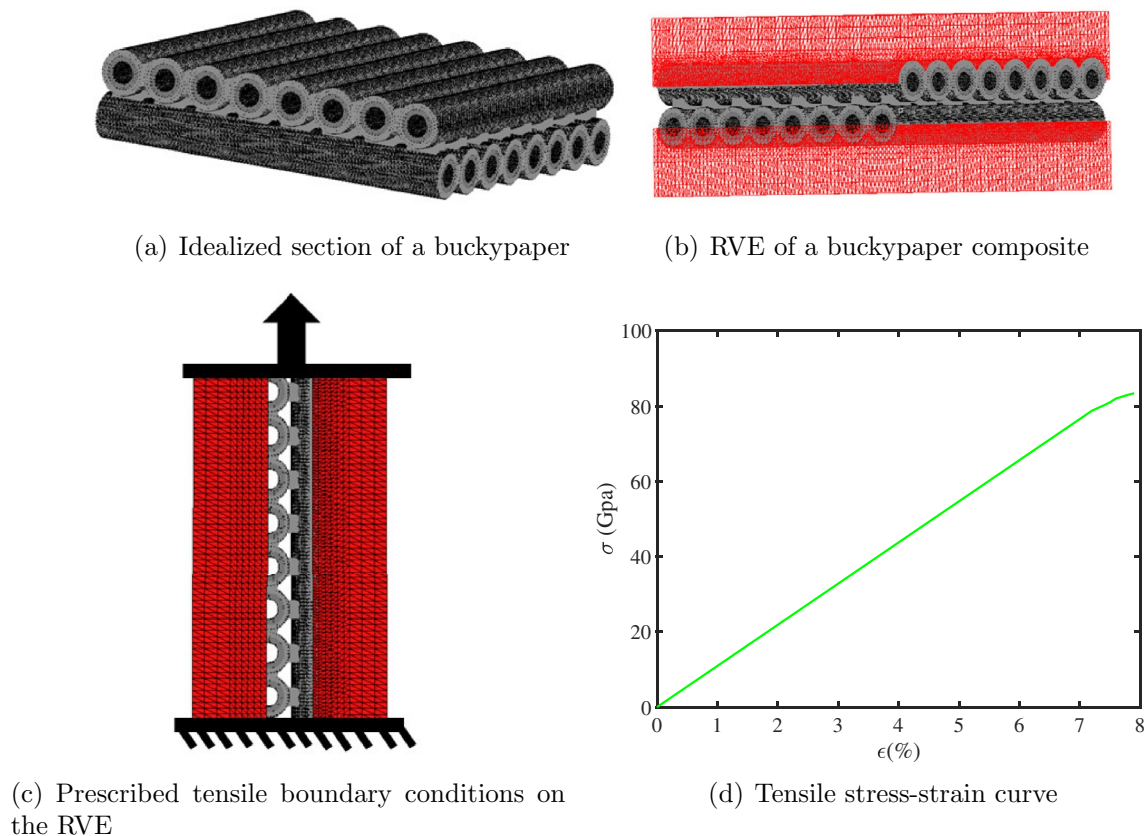 (a) Idealized section of a buckypaper
(b) RVE of a buckypaper composite
100
80
60
40
20
0
σ (Gpa)
0 1 2 3 4 5 6 7 8
ϵ(%)
(c) Prescribed tensile boundary conditions on
the RVE
(d) Tensile stress-strain curve